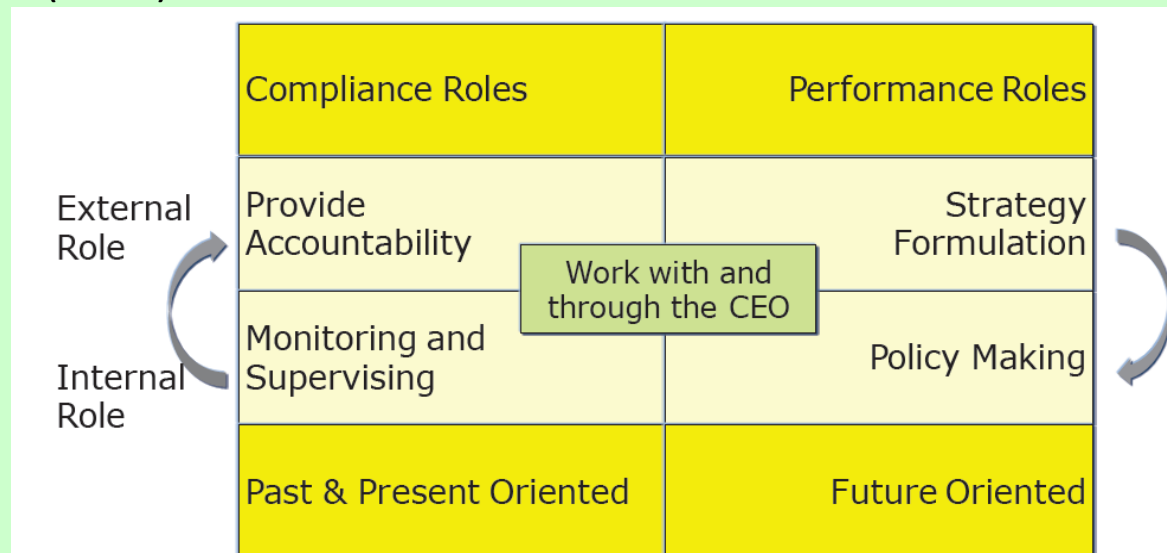 Compliance Roles
Performance Roles
External
Role
Provide
Accountability
Strategy
Formulation
Work with and
through the CEO
Internal
Role
Monitoring and
Supervising
Policy Making
Past & Present Oriented
Future Oriented